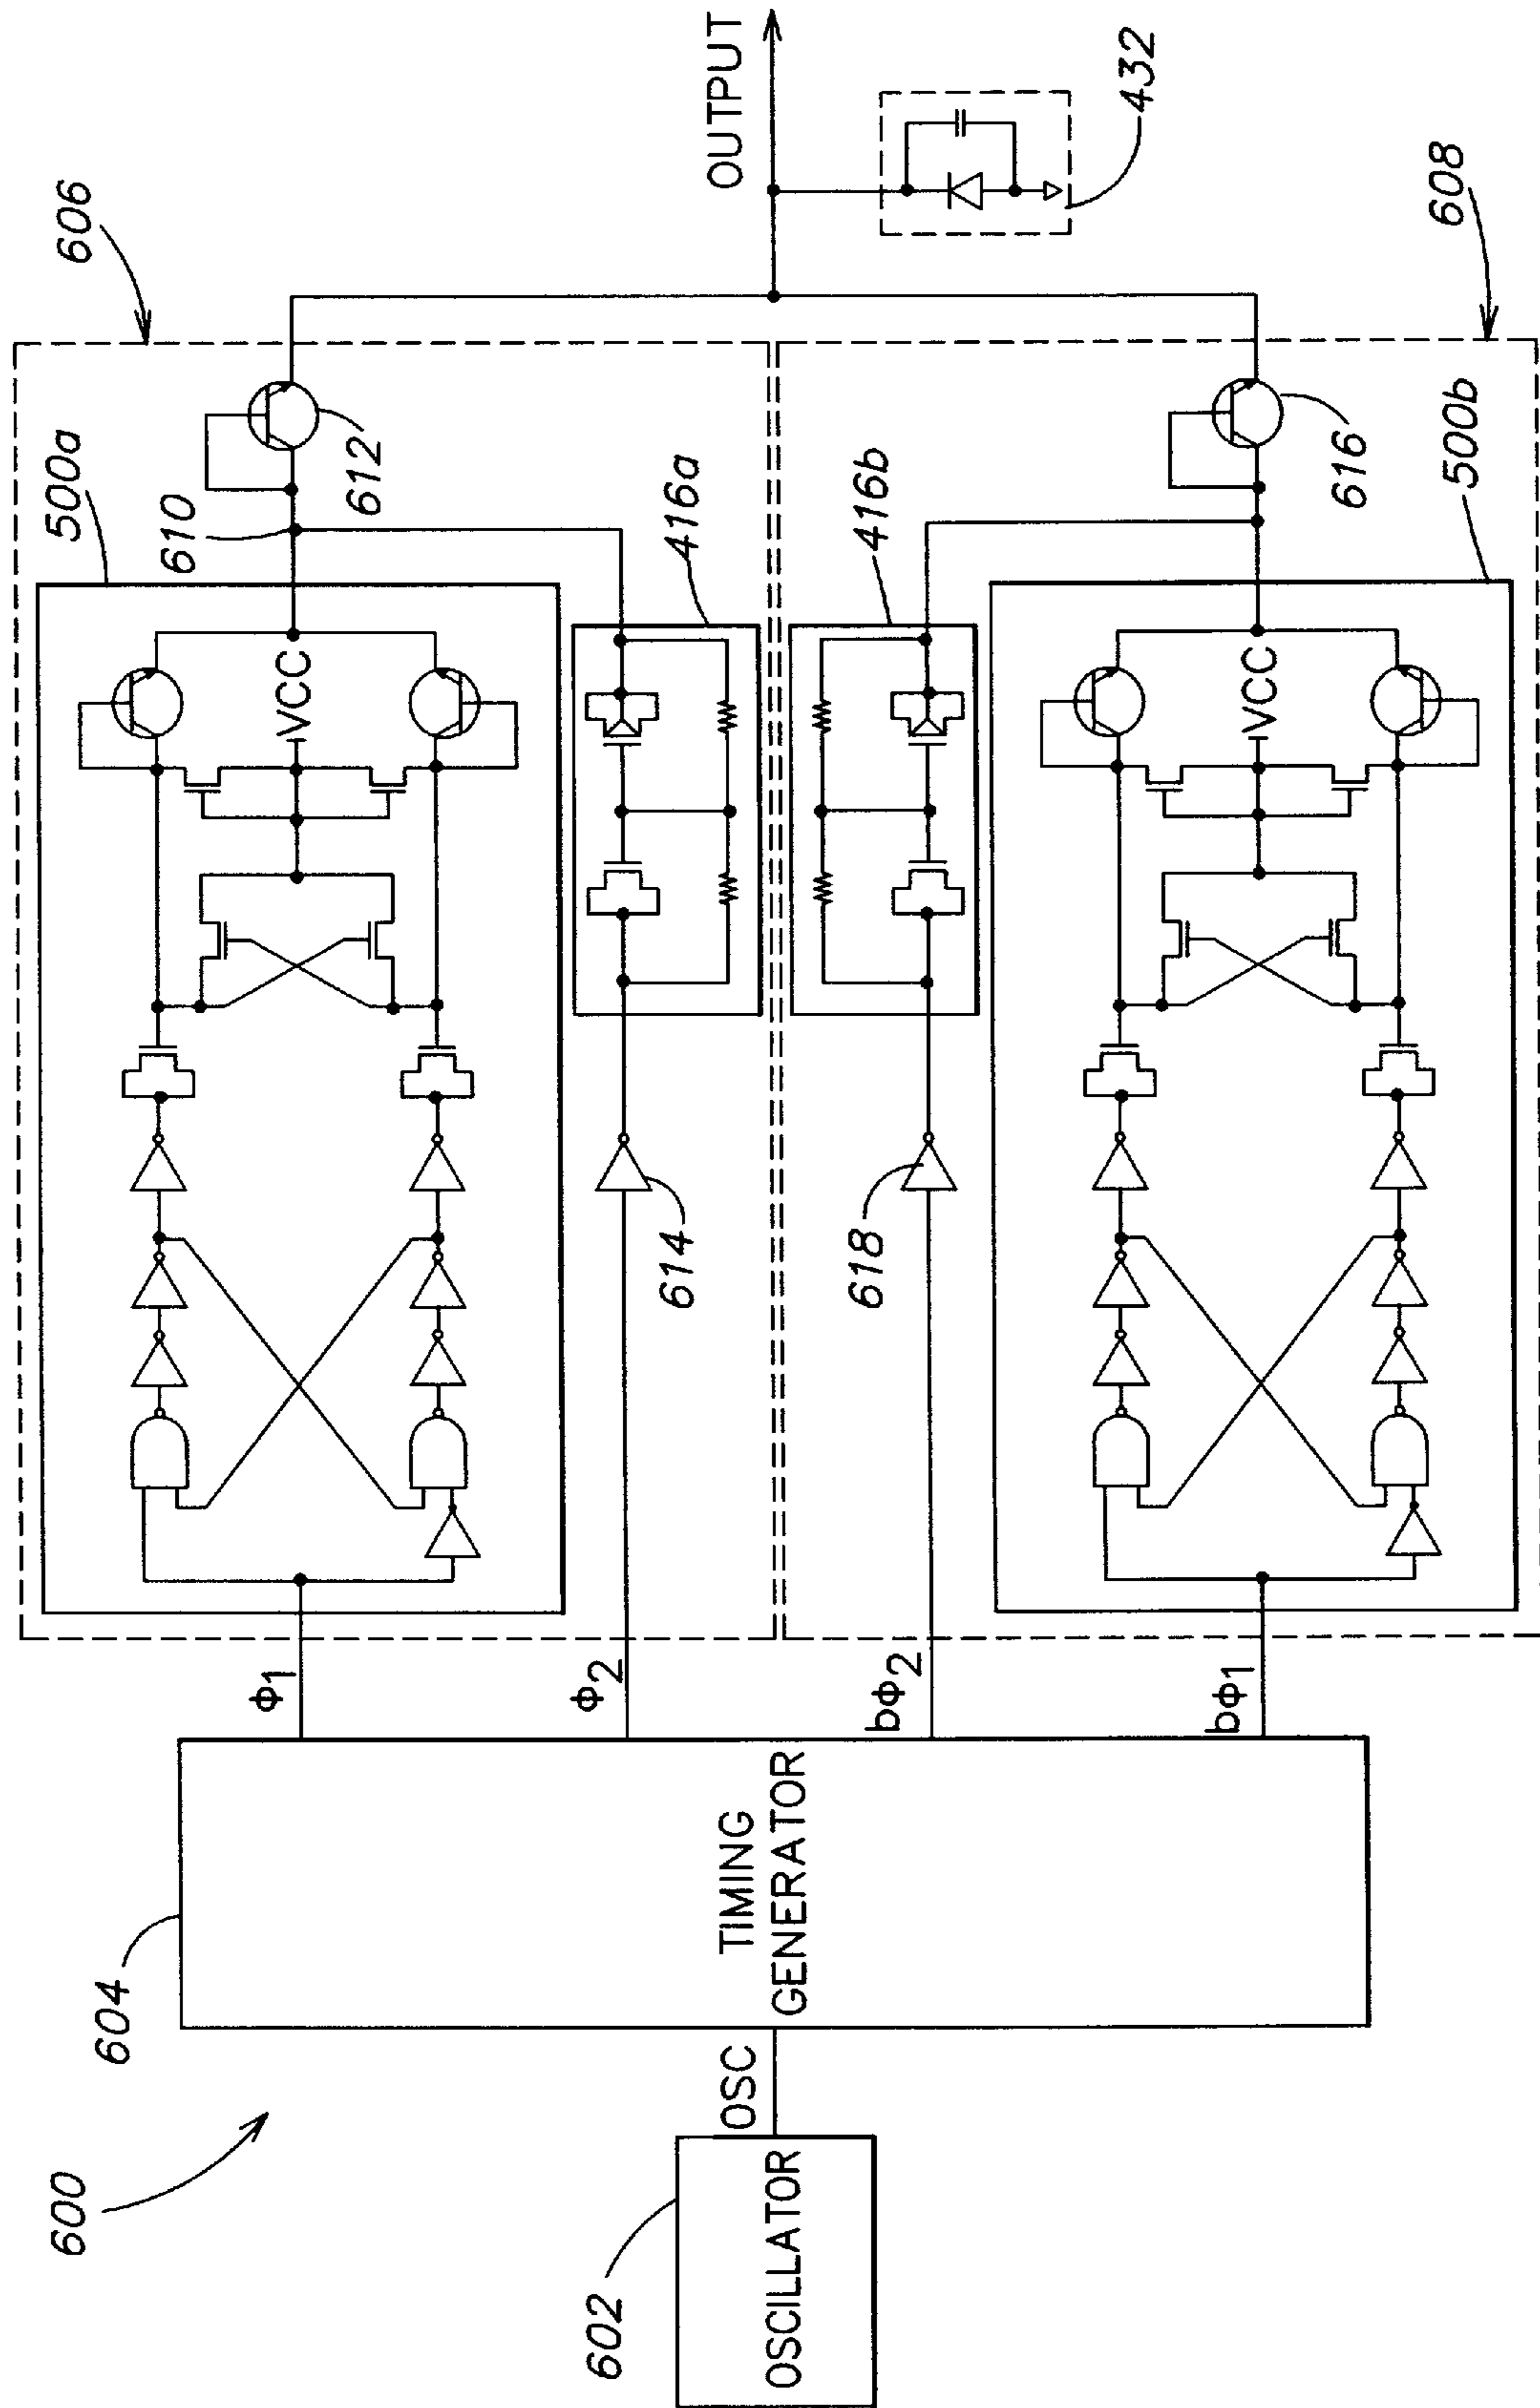 600
602
OSCILLATOR
OSC
604
TIMING
GENERATOR
ϕ1
ϕ2
bϕ2
bϕ1
606
500a
610
VCC
612
614
416a
618
416b
VCC
616
500b
608
OUTPUT
432